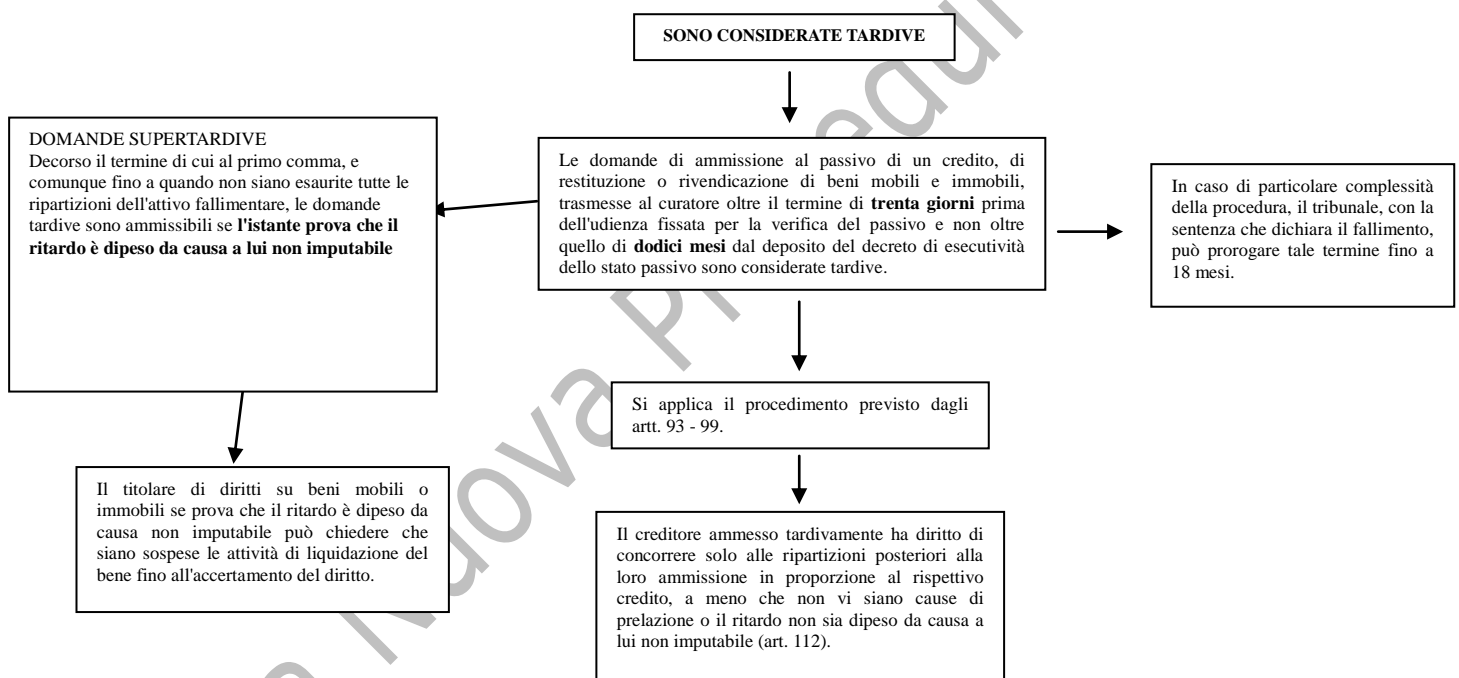 SONO CONSIDERATE TARDIVE
DOMANDE SUPERTARDIVE
Decorso il termine di cui al primo comma, e
comunque fino a quando non siano esaurite tutte le
ripartizioni dell'attivo fallimentare, le domande
tardive sono ammissibili se l'istante prova che il
ritardo è dipeso da causa a lui non imputabile
Le domande di ammissione al passivo di un credito, di
restituzione o rivendicazione di beni mobili e immobili,
trasmesse al curatore oltre il termine di trenta giorni prima
dell'udienza fissata per la verifica del passivo e non oltre
quello di dodici mesi dal deposito del decreto di esecutività
dello stato passivo sono considerate tardive.
In caso di particolare complessità
della procedura, il tribunale, con la
sentenza che dichiara il fallimento,
può prorogare tale termine fino a
18 mesi.
Si applica il procedimento previsto dagli
artt. 93 - 99.
Il titolare di diritti su beni mobili o
immobili se prova che il ritardo è dipeso da
causa non imputabile può chiedere che
siano sospese le attività di liquidazione del
bene fino all'accertamento del diritto.
Il creditore ammesso tardivamente ha diritto di
concorrere solo alle ripartizioni posteriori alla
loro ammissione in proporzione al rispettivo
credito, a meno che non vi siano cause di
prelazione o il ritardo non sia dipeso da causa a
lui non imputabile (art. 112).
Nuova